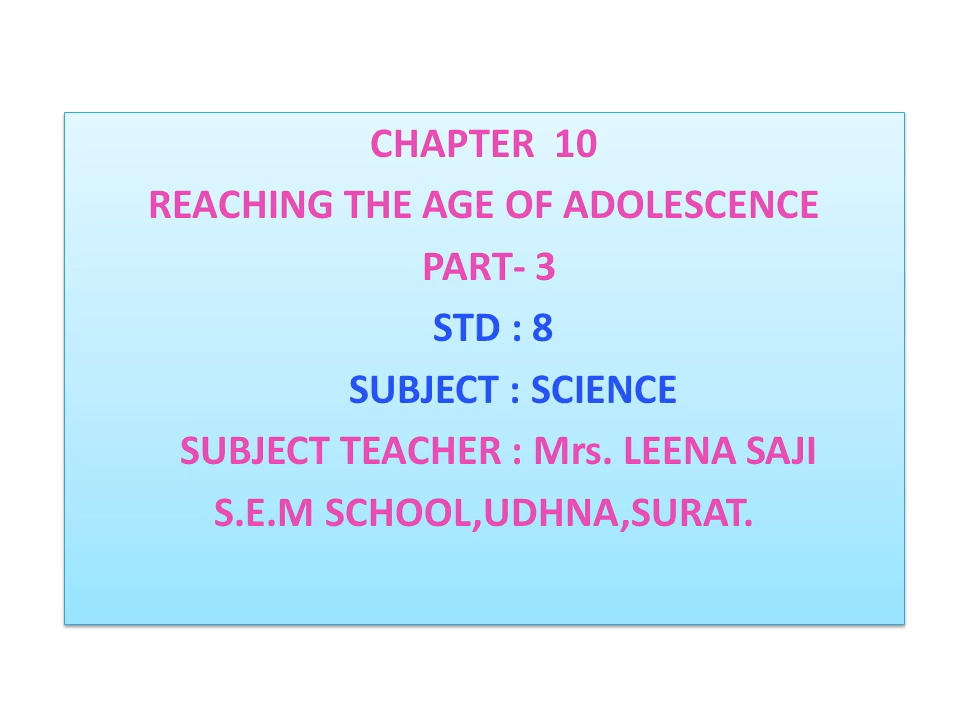 CHAPTER  10
REACHING THE AGE OF ADOLESCENCE
PART- 3
STD : 8
SUBJECT : SCIENCE
SUBJECT TEACHER : Mrs. LEENA SAJI
S.E.M SCHOOL,UDHNA,SURAT.